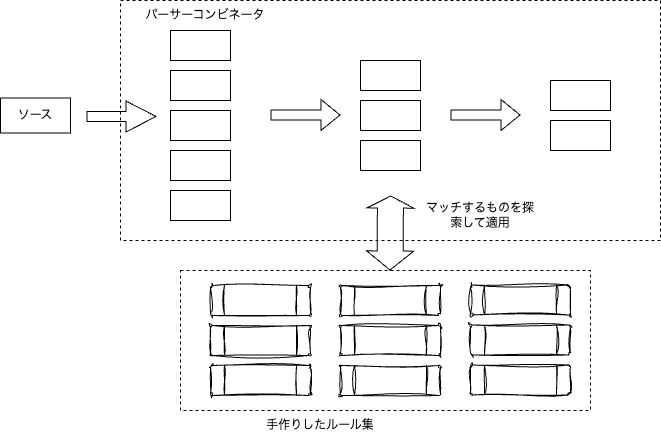 パーサーコンビネータ
ソース
マッチするものを探
索して適用
手作りしたルール集